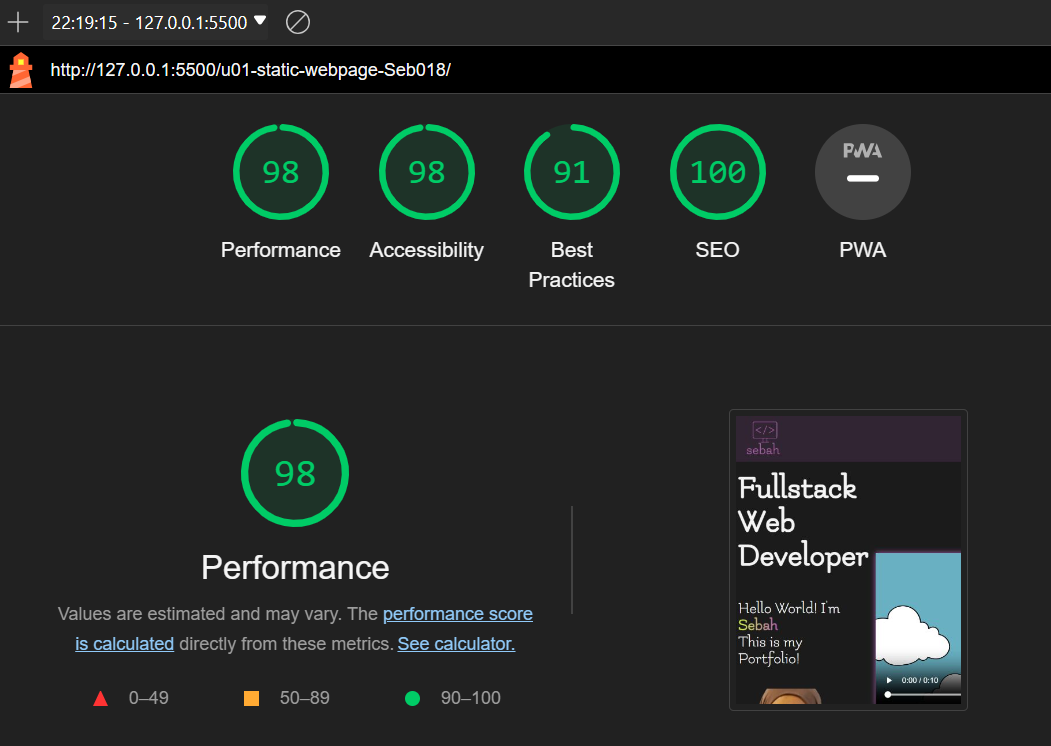 22:19:15 - 127.0.0.1:5500
http://127.0.0.1:5500/u01-static-webpage-Seb018/
98
98
91
100
PWA
Performance
Accessibility
Best
Practices
SEO
PWA
98
Performance
Values are estimated and may vary. The performance score
is calculated directly from these metrics. See calculator.
0–49
50–89
90–100
</>
sebah
Fullstack
Web
Developer
Hello World! I'm
Sebah
This is my
Portfolio!
0:00 / 0:10